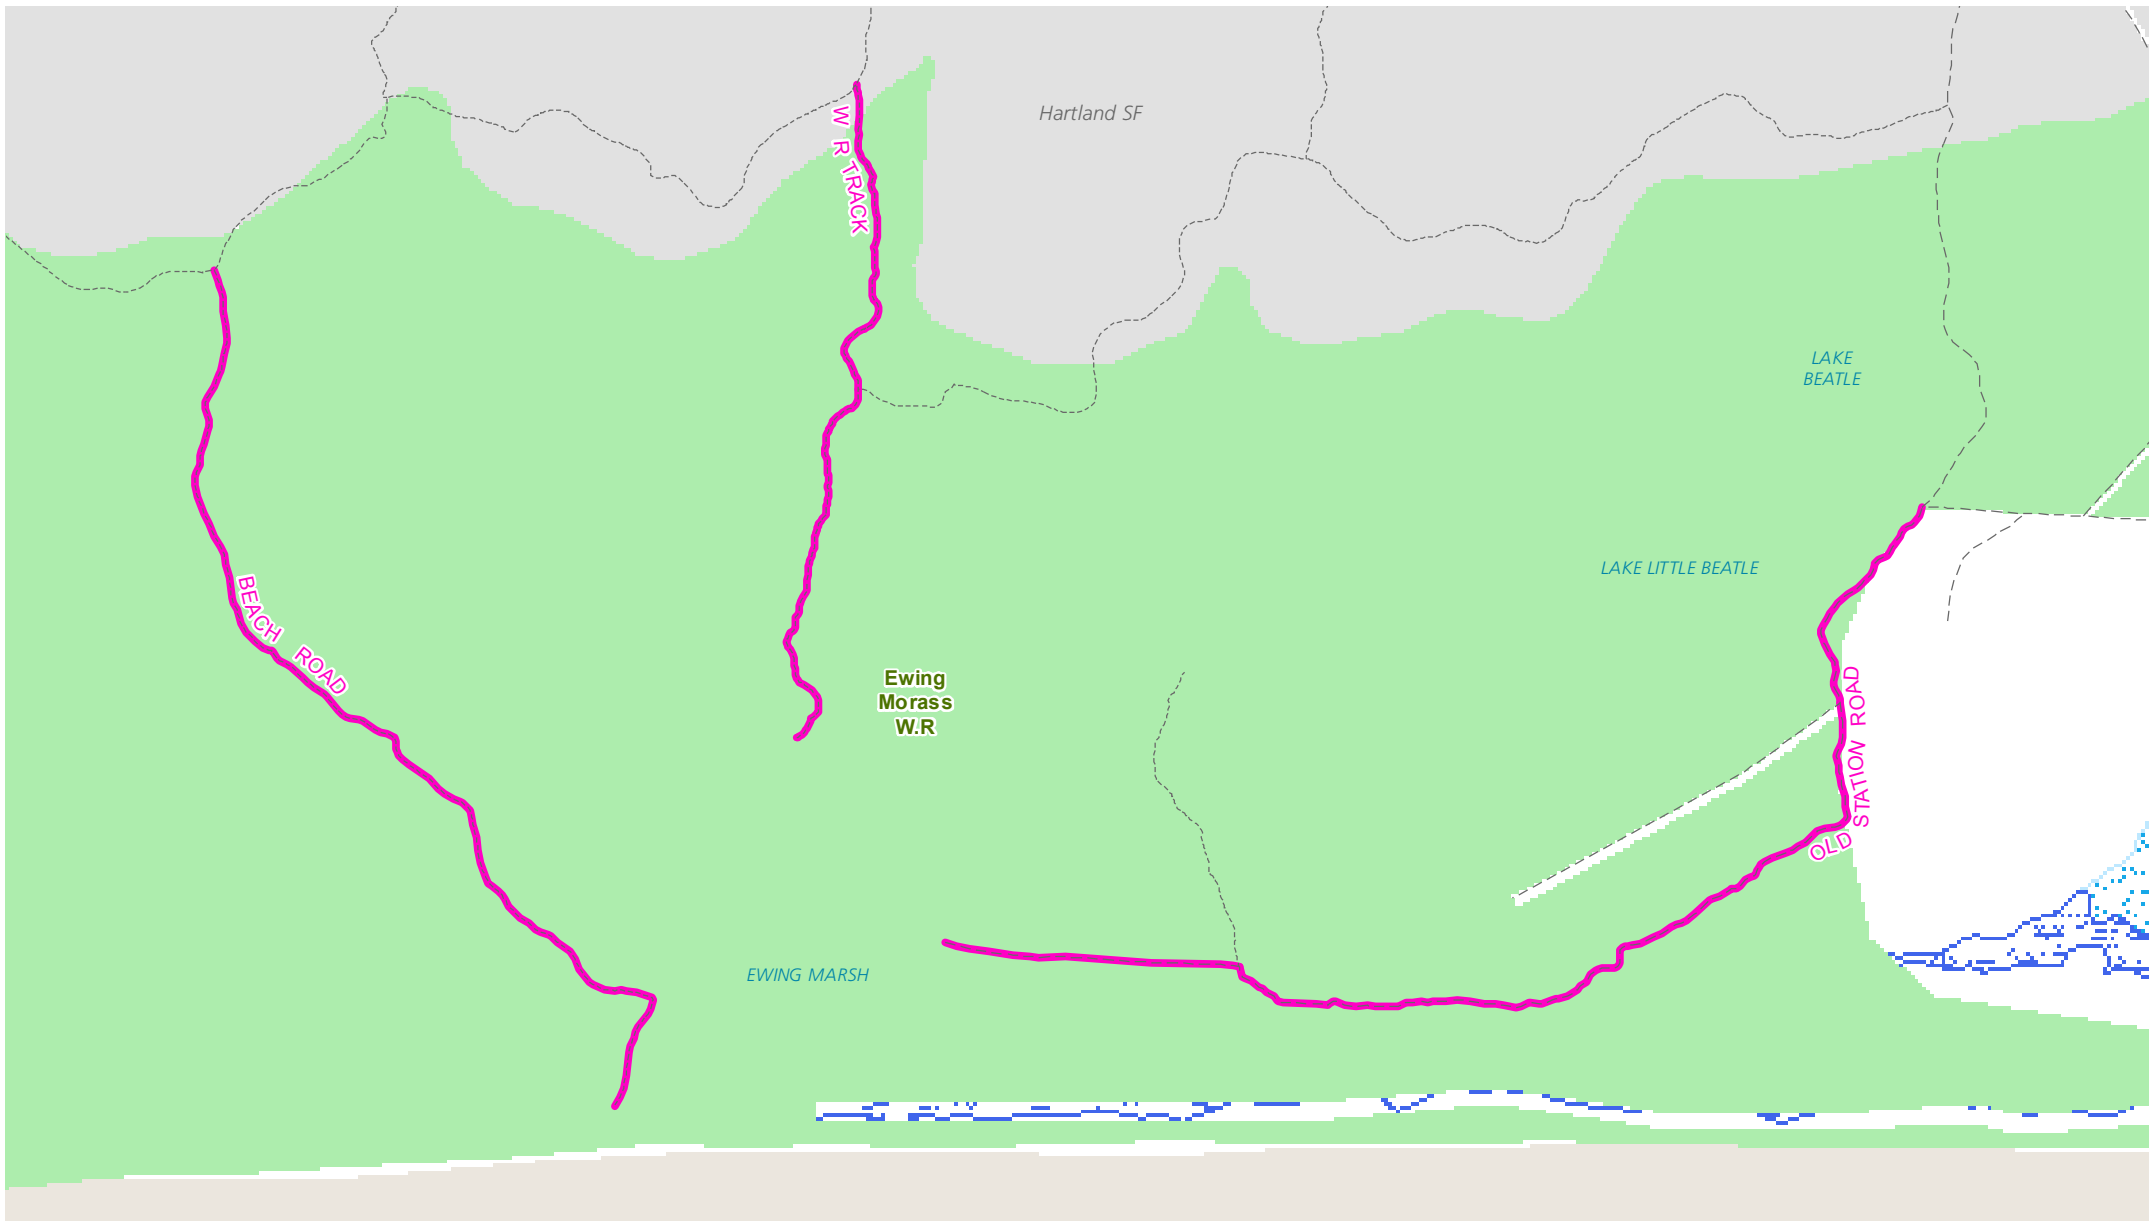 Hartland SF
W R TRACK
LAKE
BEATLE
LAKE LITTLE BEATLE
BEACH ROAD
Ewing
Morass
W.R
OLD STATION ROAD
EWING MARSH